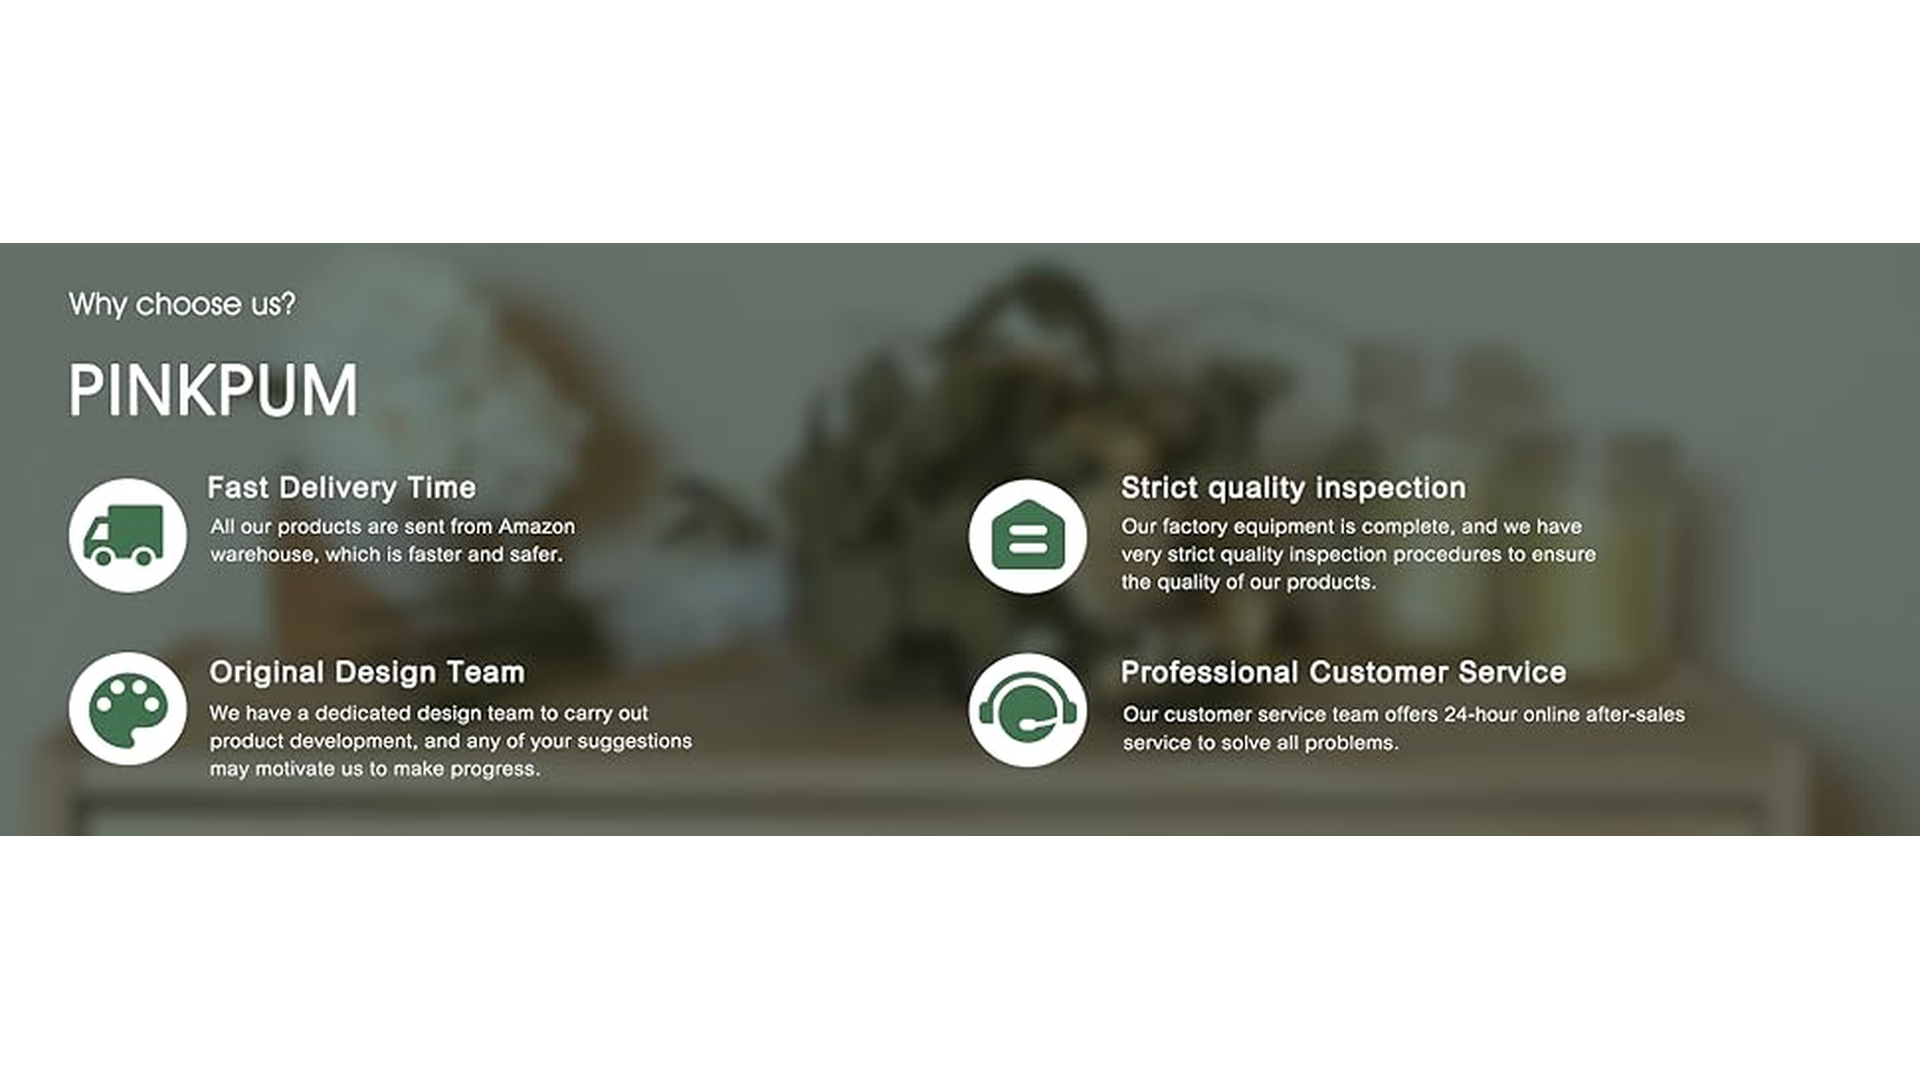 Why choose us?
PINKPUM
Fast Delivery Time
All our products are sent from Amazon
warehouse, which is faster and safer.
Strict quality inspection
Our factory equipment is complete, and we have
very strict quality inspection procedures to ensure
the quality of our products.
Original Design Team
We have a dedicated design team to carry out
product development, and any of your suggestions
may motivate us to make progress.
Professional Customer Service
Our customer service team offers 24-hour online after-sales
service to solve all problems.